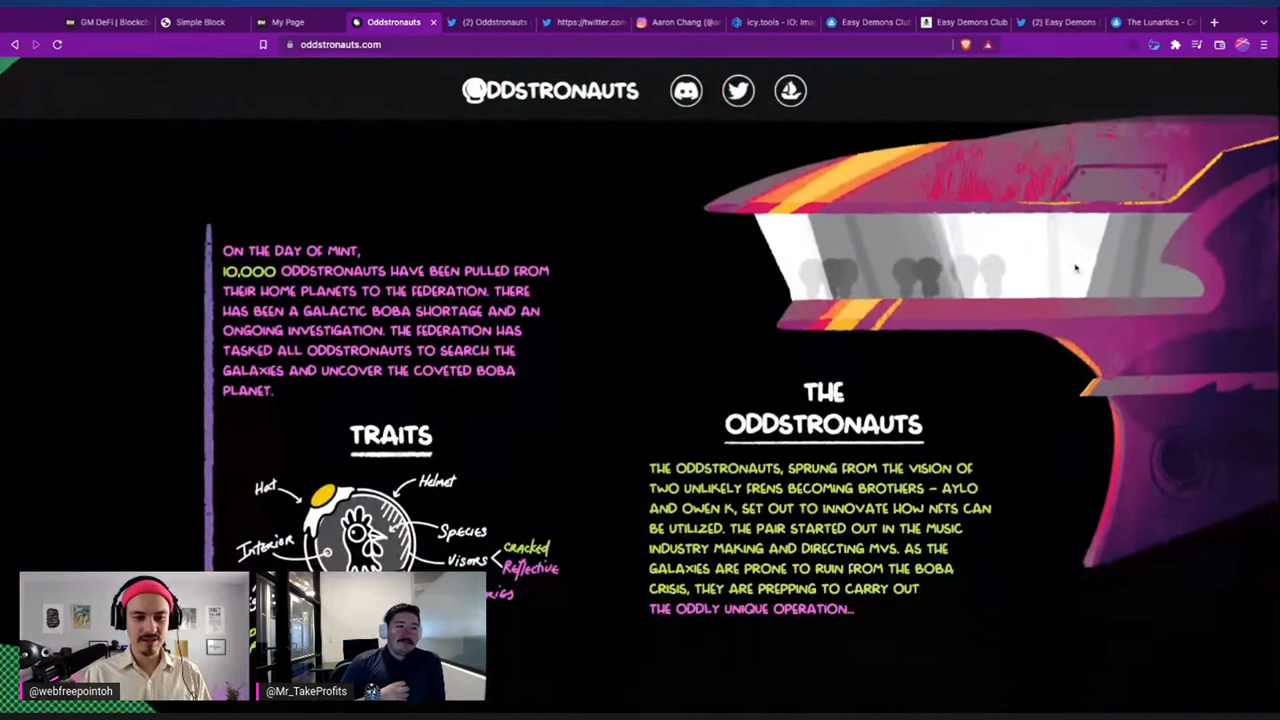 GM DeFi | Blockch
Simple Block
My Page
Oddstronauts
(2) Oddstronauts
https://twitter.com
Aaron Chang (@a
icy.tools - IO: Ima
Easy Demons Club
Easy Demons Club
(2) Easy Demons
The Lunartics - C
oddstronauts.com
ODDSTRONAUTS
ON THE DAY OF MINT,
10,000 ODDSTRONAUTS HAVE BEEN PULLED FROM
THEIR HOME PLANETS TO THE FEDERATION. THERE
HAS BEEN A GALACTIC BOBA SHORTAGE AND AN
ONGOING INVESTIGATION. THE FEDERATION HAS
TASKED ALL ODDSTRONAUTS TO SEARCH THE
GALAXIES AND UNCOVER THE COVETED BOBA
PLANET.
TRAITS
Hat
Helmet
Species
Interior
Visors
CRACKED
Reflective
THE
ODDSTRONAUTS
THE ODDSTRONAUTS, SPRUNG FROM THE VISION OF
TWO UNLIKELY FRENS BECOMING BROTHERS - AYLO
AND OWEN K, SET OUT TO INNOVATE HOW NFTS CAN
BE UTILIZED. THE PAIR STARTED OUT IN THE MUSIC
INDUSTRY MAKING AND DIRECTING MVS. AS THE
GALAXIES ARE PRONE TO RUIN FROM THE BOBA
CRISIS, THEY ARE PREPPING TO CARRY OUT
THE ODDLY UNIQUE OPERATION...
@webfreepointoh
@Mr_TakeProfits